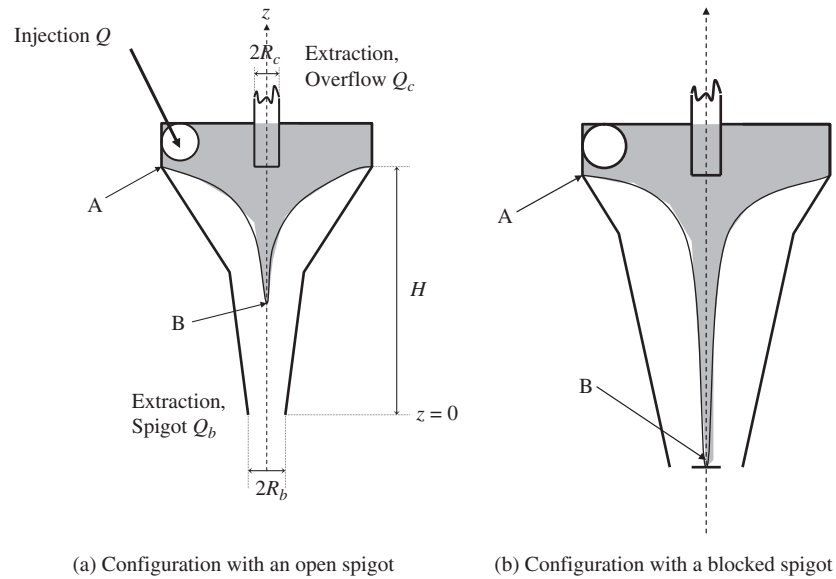 z
Injection Q
2Rc
Extraction,
Overflow Qc
A
A
H
B
B
Extraction,
Spigot Qb
z = 0
2Rb
(a) Configuration with an open spigot
(b) Configuration with a blocked spigot